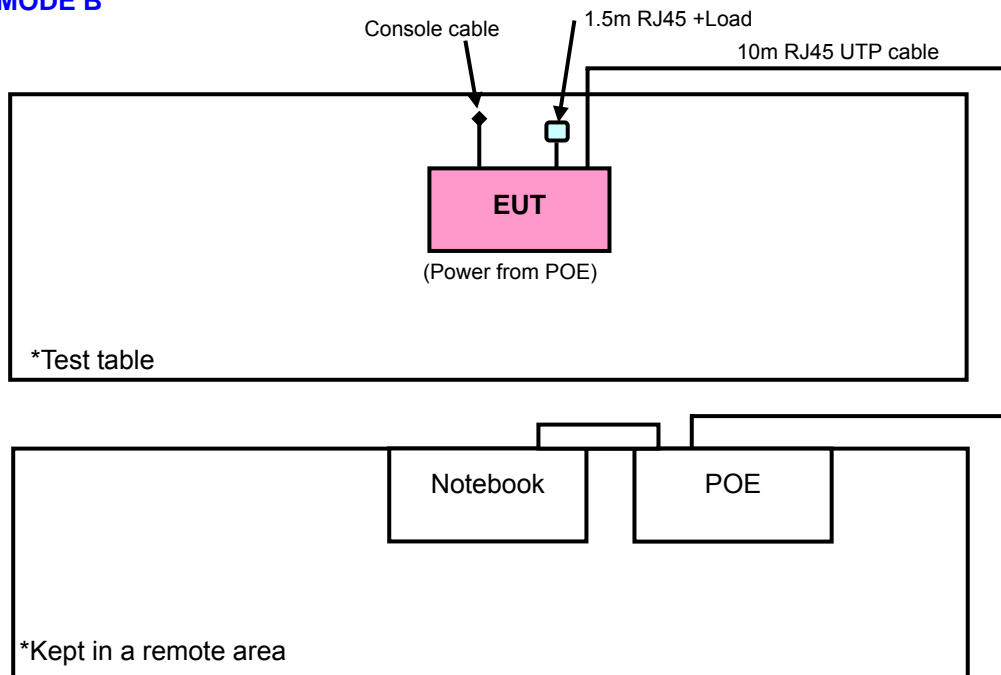 MODE B
Console cable
1.5m RJ45 +Load
10m RJ45 UTP cable
EUT
(Power from POE)
*Test table
Notebook
POE
*Kept in a remote area